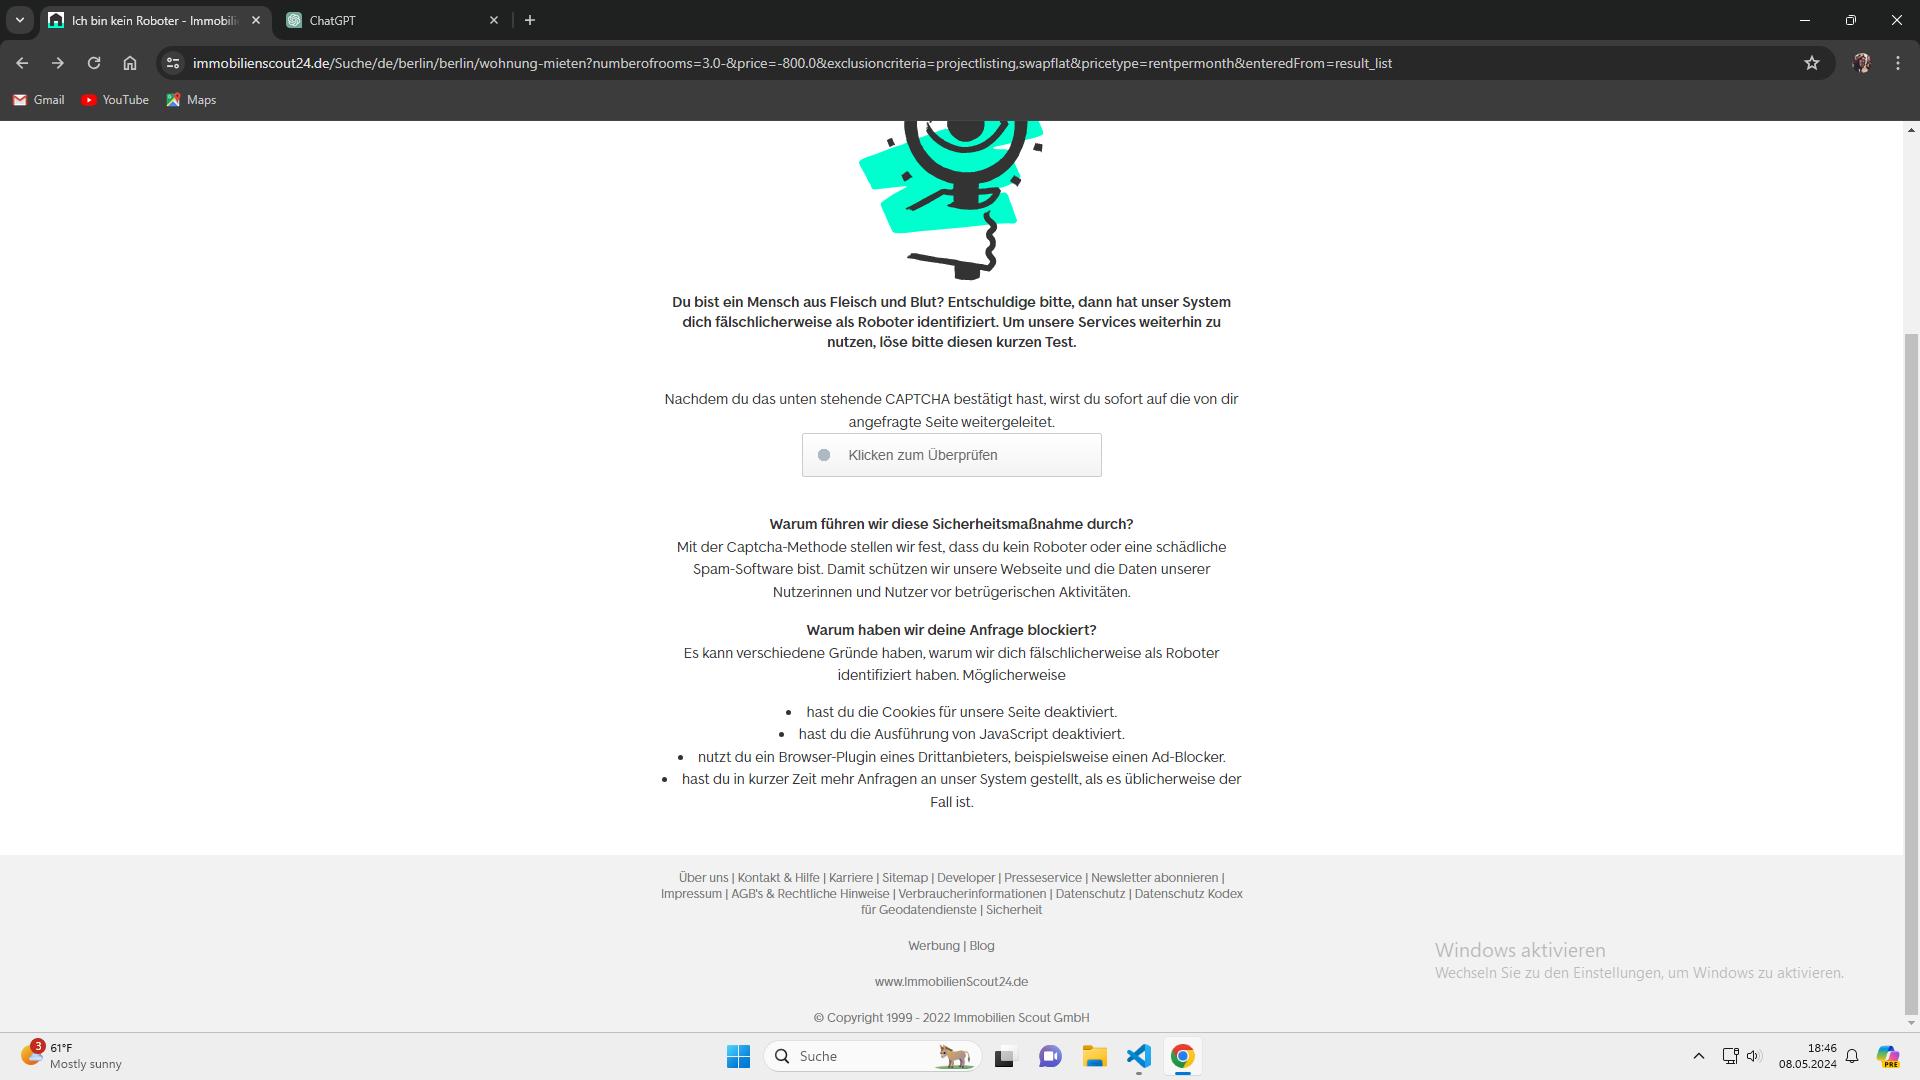 Ich bin kein Roboter - Immobili
ChatGPT
immobilienscout24.de/Suche/de/berlin/berlin/wohnung-mieten?numberofrooms=3.0-&price=-800.0&exclusioncriteria=projectlisting,swapflat&pricetype=rentpermonth&enteredFrom=result_list
Gmail
YouTube
Maps
Du bist ein Mensch aus Fleisch und Blut? Entschuldige bitte, dann hat unser System
dich fälschlicherweise als Roboter identifiziert. Um unsere Services weiterhin zu
nutzen, löse bitte diesen kurzen Test.
Nachdem du das unten stehende CAPTCHA bestätigt hast, wirst du sofort auf die von dir
angefragte Seite weitergeleitet.
Klicken zum Überprüfen
Warum führen wir diese Sicherheitsmaßnahme durch?
Mit der Captcha-Methode stellen wir fest, dass du kein Roboter oder eine schädliche
Spam-Software bist. Damit schützen wir unsere Webseite und die Daten unserer
Nutzerinnen und Nutzer vor betrügerischen Aktivitäten.
Warum haben wir deine Anfrage blockiert?
Es kann verschiedene Gründe haben, warum wir dich fälschlicherweise als Roboter
identifiziert haben. Möglicherweise
• hast du die Cookies für unsere Seite deaktiviert.
• hast du die Ausführung von JavaScript deaktiviert.
• nutzt du ein Browser-Plugin eines Drittanbieters, beispielsweise einen Ad-Blocker.
• hast du in kurzer Zeit mehr Anfragen an unser System gestellt, als es üblicherweise der
Fall ist.
Über uns | Kontakt & Hilfe | Karriere | Sitemap | Developer | Presseservice | Newsletter abonnieren |
Impressum | AGB's & Rechtliche Hinweise | Verbraucherinformationen | Datenschutz | Datenschutz Kodex
für Geodatendienste | Sicherheit
Werbung | Blog
www.ImmobilienScout24.de
© Copyright 1999 - 2022 Immobilien Scout GmbH
Windows aktivieren
Wechseln Sie zu den Einstellungen, um Windows zu aktivieren.
3
61°F
Mostly sunny
Suche
18:46
08.05.2024
PRE